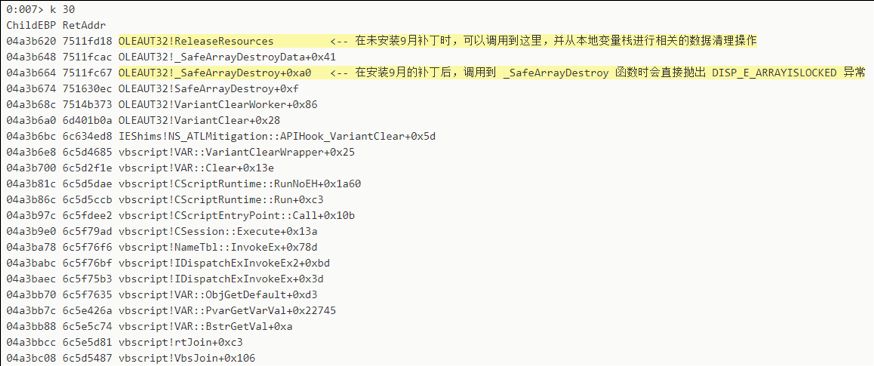 0:007> k 30
ChildEBP RetAddr
04a3b620 7511fd18 OLEAUT32!ReleaseResources <-- 在未安装9月补丁时，可以调用到这里，并从本地变量栈进行相关的数据清理操作
04a3b648 7511fcac OLEAUT32!_SafeArrayDestroyData+0x41
04a3b664 7511fc67 OLEAUT32!_SafeArrayDestroy+0xa0 <-- 在安装9月的补丁后，调用到 _SafeArrayDestroy 函数时会直接抛出 DISP_E_ARRAYISLOCKED 异常
04a3b674 751630ec OLEAUT32!SafeArrayDestroy+0xf
04a3b68c 7514b373 OLEAUT32!VariantClearWorker+0x86
04a3b6a0 6d401b0a OLEAUT32!VariantClear+0x28
04a3b6bc 6c634ed8 IEShims!NS_ATLMitigation::APIHook_VariantClear+0x5d
04a3b6e8 6c5d4685 vbscript!VAR::VariantClearWrapper+0x25
04a3b700 6c5d2f1e vbscript!VAR::Clear+0x13e
04a3b81c 6c5d5dae vbscript!CScriptRuntime::RunNoEH+0x1a60
04a3b86c 6c5d5ccb vbscript!CScriptRuntime::Run+0xc3
04a3b97c 6c5fdee2 vbscript!CScriptEntryPoint::Call+0x10b
04a3b9e0 6c5f79ad vbscript!CSession::Execute+0x13a
04a3ba78 6c5f76f6 vbscript!NameTbl::InvokeEx+0x78d
04a3babc 6c5f76bf vbscript!IDispatchExInvokeEx2+0xbd
04a3baec 6c5f75b3 vbscript!IDispatchExInvokeEx+0x3d
04a3bb70 6c5f7635 vbscript!VAR::ObjGetDefault+0xd3
04a3bb7c 6c5e426a vbscript!VAR::PvarGetVarVal+0x22745
04a3bb88 6c5e5c74 vbscript!VAR::BstrGetVal+0xa
04a3bbcc 6c5e5d81 vbscript!rtJoin+0xc3
04a3bc08 6c5d5487 vbscript!VbsJoin+0x106